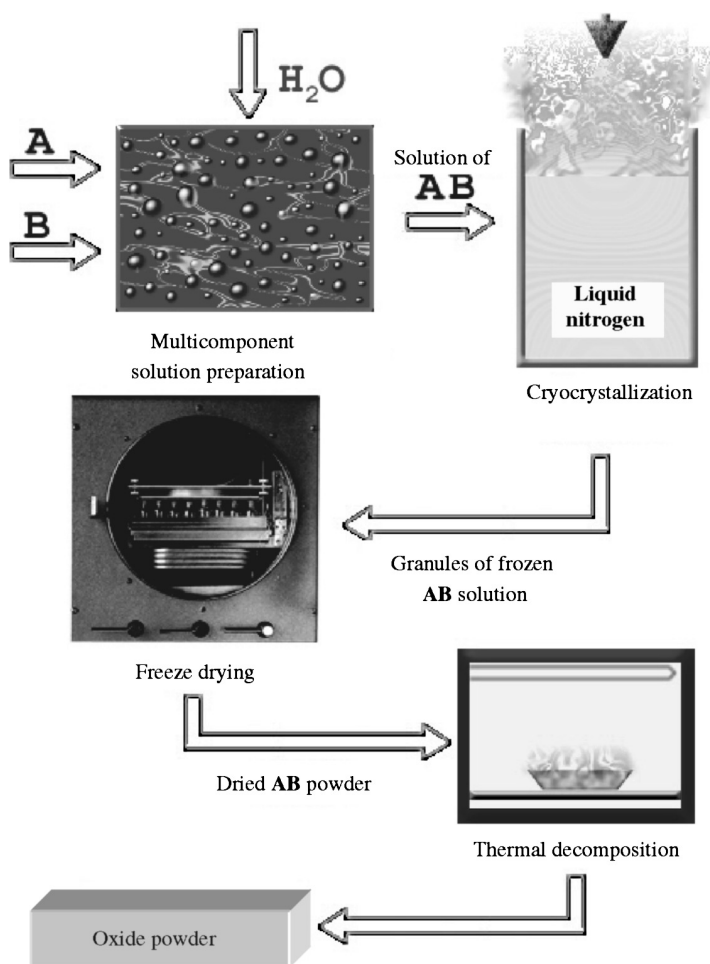 H₂O
A
B
Solution of
AB
Liquid
nitrogen
Multicomponent
solution preparation
Cryocrystallization
Granules of frozen
AB solution
Freeze drying
Dried AB powder
Thermal decomposition
Oxide powder